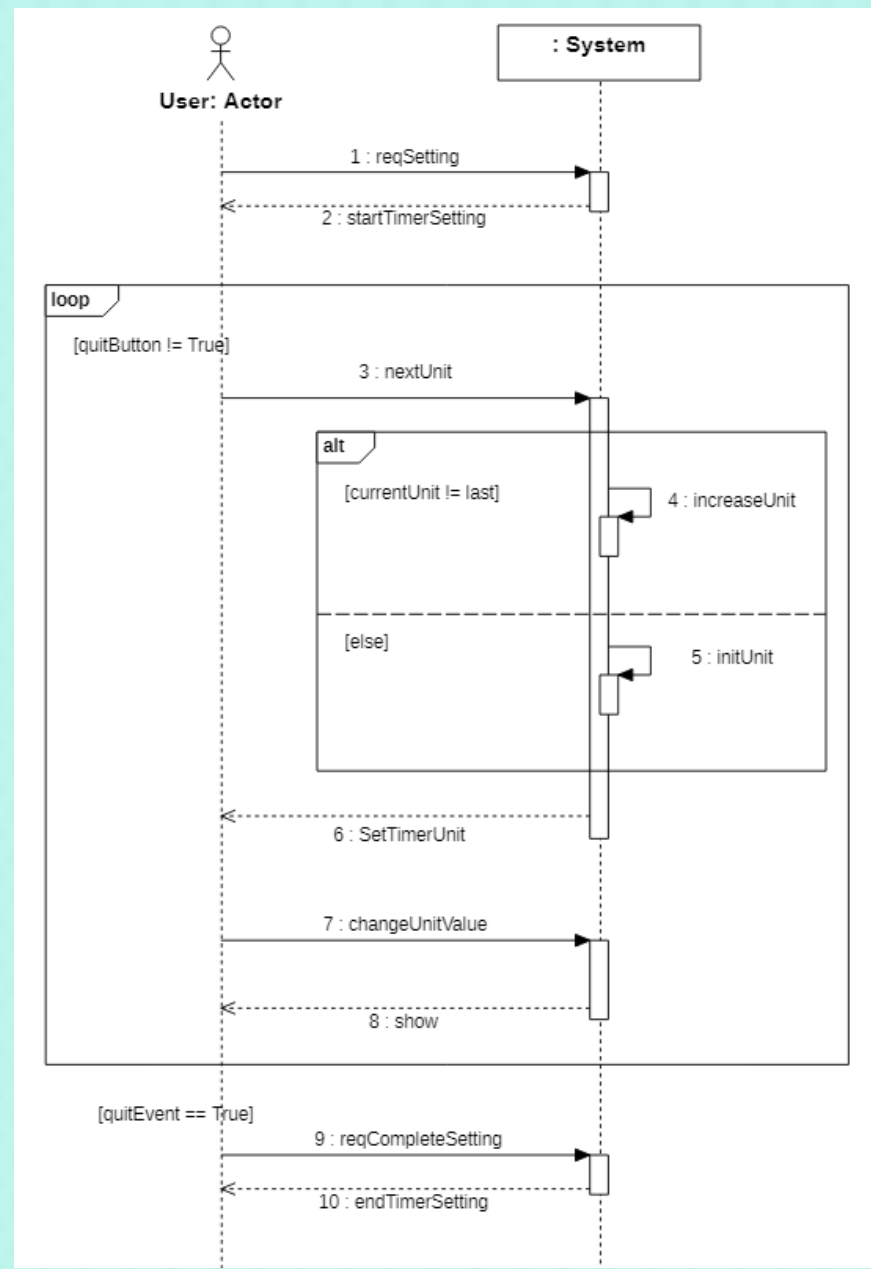 : System
User: Actor
1 : reqSetting
2 : startTimerSetting
loop
[quitButton != True]
3 : nextUnit
alt
[currentUnit != last]
4 : increaseUnit
[else]
5 : initUnit
6 : SetTimerUnit
7 : changeUnitValue
8 : show
[quitEvent == True]
9 : reqCompleteSetting
10 : endTimerSetting